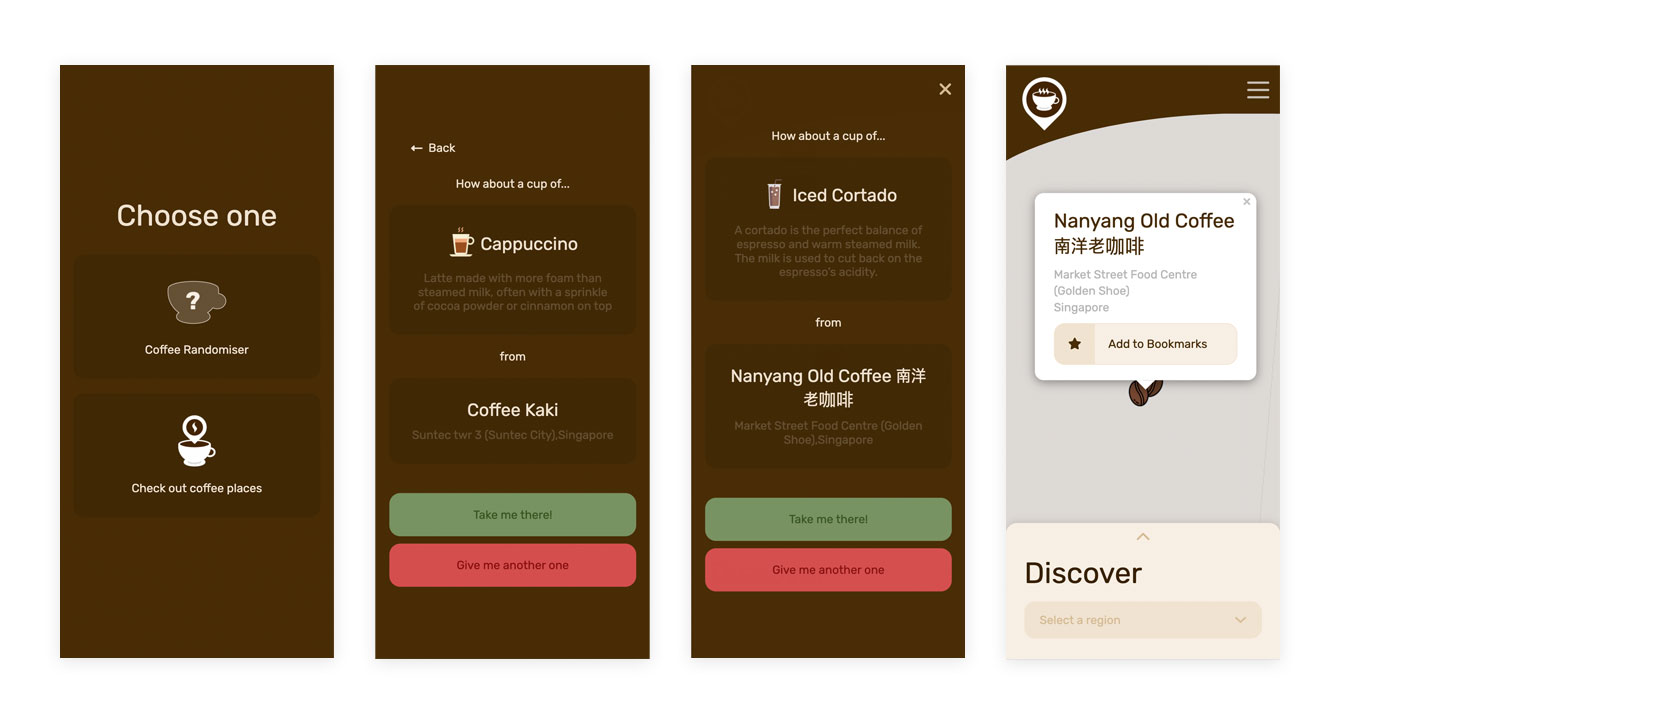 Choose one
?
Coffee Randomiser
Check out coffee places
← Back
How about a cup of...
Cappuccino
Latte made with more foam than
steamed milk, often with a sprinkle
of cocoa powder or cinnamon on top
from
Coffee Kaki
Suntec twr 3 (Suntec City),Singapore
Take me there!
Give me another one
How about a cup of...
Iced Cortado
A cortado is the perfect balance of
espresso and warm steamed milk.
The milk is used to cut back on the
espresso's acidity.
from
Nanyang Old Coffee 南洋
老咖啡
Market Street Food Centre (Golden
Shoe),Singapore
Take me there!
Give me another one
Nanyang Old Coffee
南洋老咖啡
Market Street Food Centre
(Golden Shoe)
Singapore
Add to Bookmarks
Discover
Select a region